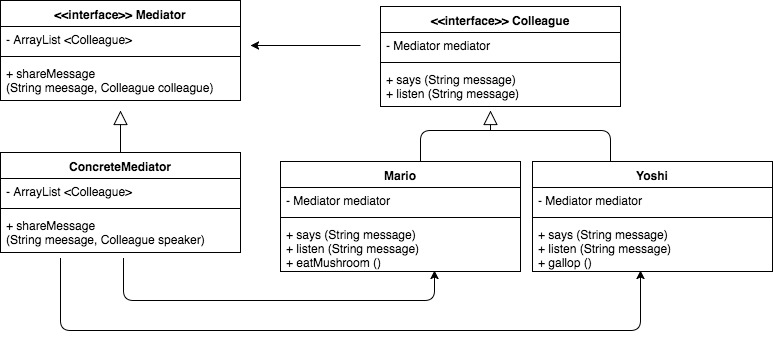 <<interface>> Mediator
- ArrayList <Colleague>
+ shareMessage
(String meesage, Colleague colleague)
<<interface>> Colleague
- Mediator mediator
+ says (String message)
+ listen (String message)
ConcreteMediator
- ArrayList <Colleague>
+ shareMessage
(String meesage, Colleague speaker)
Mario
- Mediator mediator
+ says (String message)
+ listen (String message)
+ eatMushroom ()
Yoshi
- Mediator mediator
+ says (String message)
+ listen (String message)
+ gallop ()